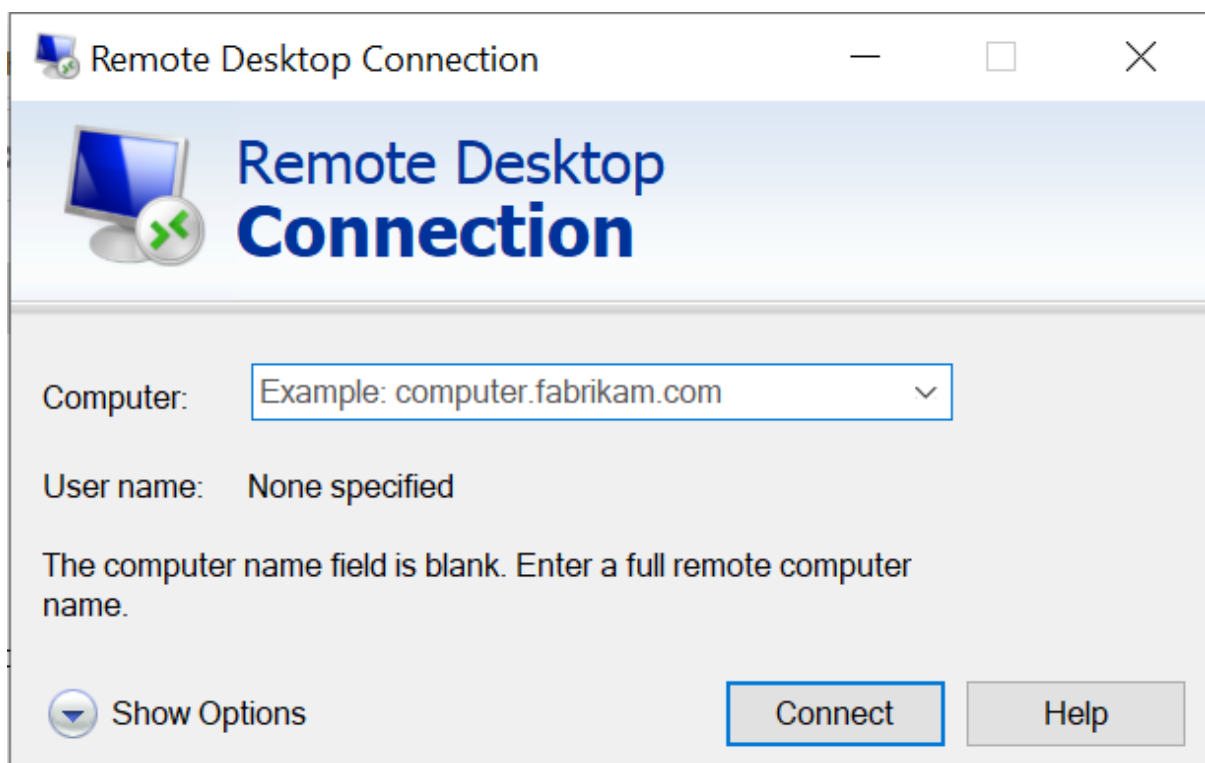 Remote Desktop Connection
Remote Desktop
Connection
Computer:
Example: computer.fabrikam.com
User name:
None specified
The computer name field is blank. Enter a full remote computer
name.
Show Options
Connect
Help